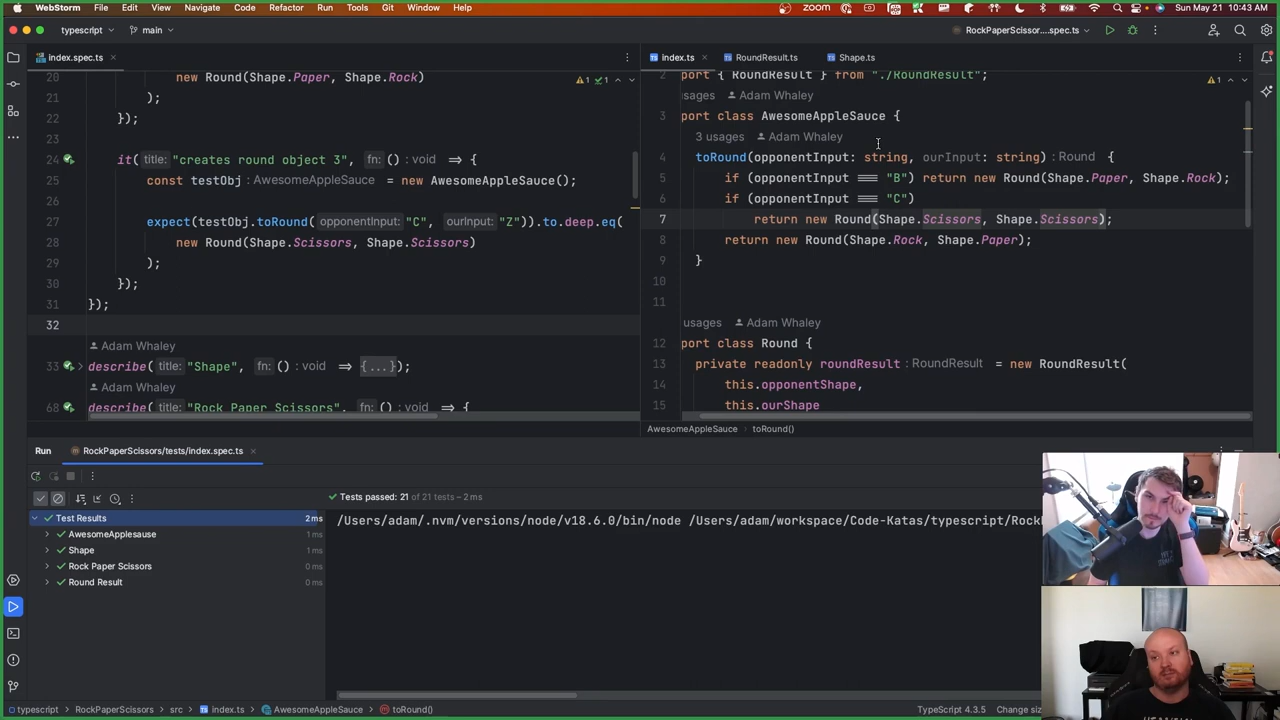 WebStorm File Edit View Navigate Code Refactor Run Tools Git Window Help zoom Sun May 21 10:43 AM
typescript main RockPaperScissor....spec.ts
index.spec.ts index.ts RoundResult.ts Shape.ts
20 new Round(Shape.Paper, Shape.Rock)
21 );
22 });
23
24 it( title: "creates round object 3", fn: () : void => {
25 const testObj : AwesomeAppleSauce = new AwesomeAppleSauce();
27 expect(testObj.toRound( opponentInput: "C", ourInput: "Z")).to.deep.eq(
28 new Round(Shape.Scissors, Shape.Scissors)
29 );
30 });
31 });
32
Adam Whaley
33 describe( title: "Shape", fn: () : void => {...});
Adam Whaley
68 describe( title: "Rock Paper Scissors", fn: () : void => {
1 1
2 port { RoundResult } from "./RoundResult";
sages Adam Whaley 1
3 port class AwesomeAppleSauce {
3 usages Adam Whaley
4 toRound(opponentInput: string, ourInput: string) : Round {
5 if (opponentInput === "B") return new Round(Shape.Paper, Shape.Rock);
6 if (opponentInput === "C")
7 return new Round(Shape.Scissors, Shape.Scissors);
8 return new Round(Shape.Rock, Shape.Paper);
9 }
10
11
usages Adam Whaley
12 port class Round {
13 private readonly roundResult : RoundResult = new RoundResult(
14 this.opponentShape,
15 this.ourShape
AwesomeAppleSauce toRound()
Run RockPaperScissors/tests/index.spec.ts
Tests passed: 21 of 21 tests – 2 ms
Test Results 2 ms
AwesomeApplesause 1 ms
Shape 1 ms
Rock Paper Scissors 0 ms
Round Result 0 ms
/Users/adam/.nvm/versions/node/v18.6.0/bin/node /Users/adam/workspace/Code-Katas/typescript/Rock
typescript RockPaperScissors src index.ts AwesomeAppleSauce toRound() TypeScript 4.3.5 Change siz